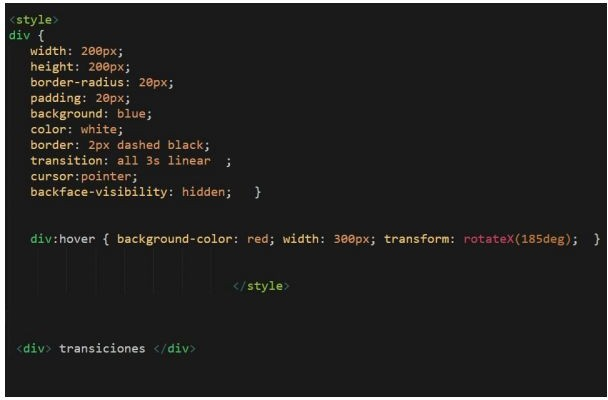 <style>
div {
width: 200px;
height: 200px;
border-radius: 20px;
padding: 20px;
background: blue;
color: white;
border: 2px dashed black;
transition: all 3s linear  ;
cursor:pointer;
backface-visibility: hidden;   }
div:hover { background-color: red; width: 300px; transform: rotateX(185deg);  }
</style>
<div> transiciones </div>